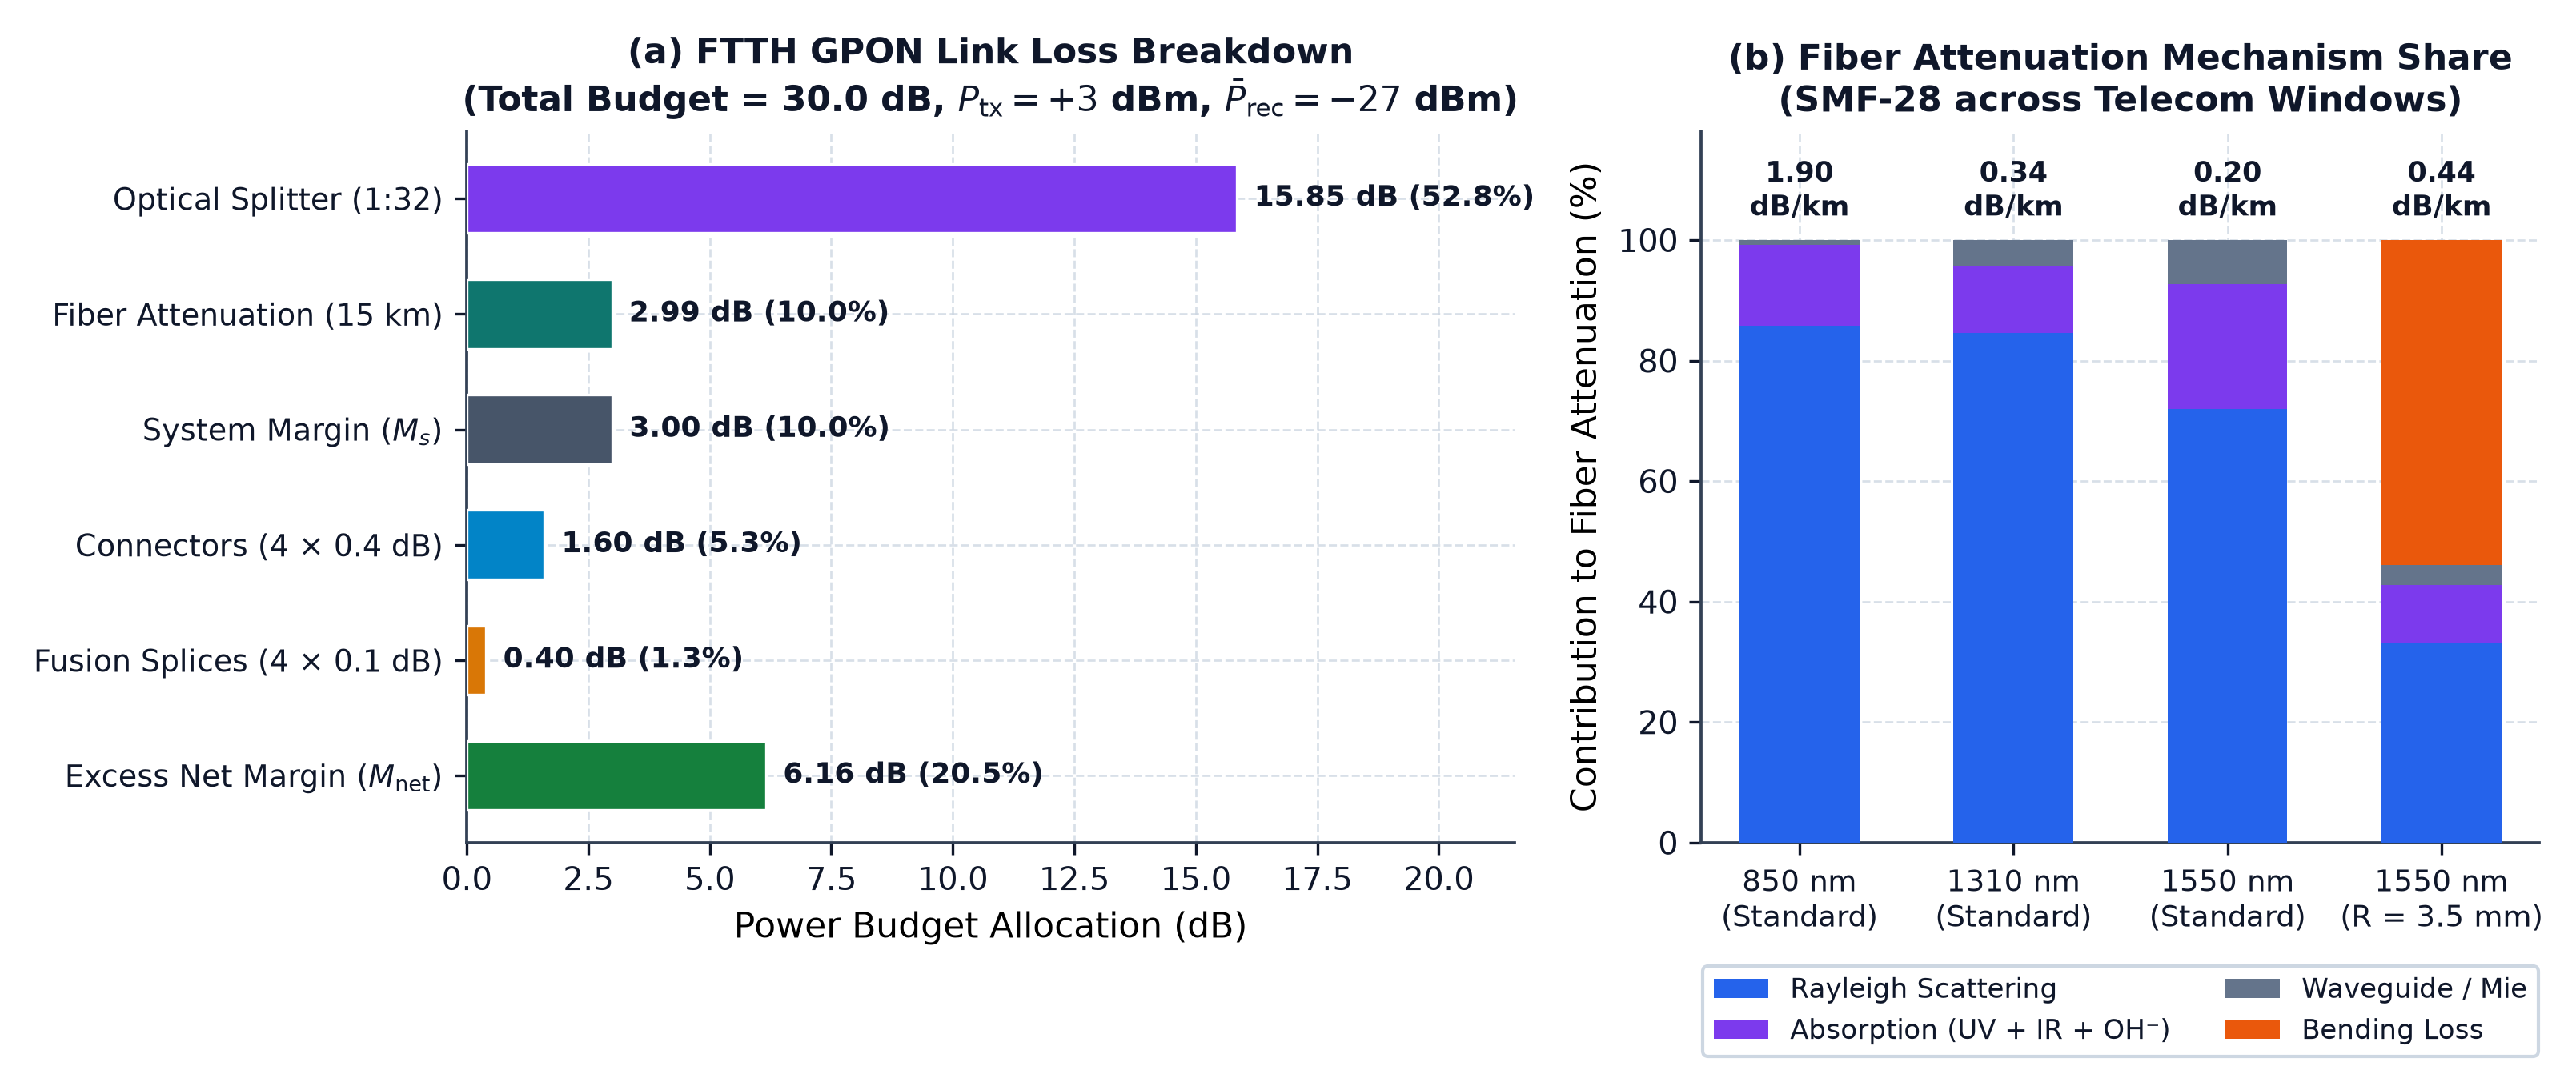 (a) FTTH GPON Link Loss Breakdown
(Total Budget = 30.0 dB, P_tx = +3 dBm, P̄_rec = −27 dBm)
Optical Splitter (1:32)
15.85 dB (52.8%)
Fiber Attenuation (15 km)
2.99 dB (10.0%)
System Margin (M_s)
3.00 dB (10.0%)
Connectors (4 × 0.4 dB)
1.60 dB (5.3%)
Fusion Splices (4 × 0.1 dB)
0.40 dB (1.3%)
Excess Net Margin (M_net)
6.16 dB (20.5%)
0.0 2.5 5.0 7.5 10.0 12.5 15.0 17.5 20.0
Power Budget Allocation (dB)
(b) Fiber Attenuation Mechanism Share
(SMF-28 across Telecom Windows)
Contribution to Fiber Attenuation (%)
100
80
60
40
20
0
1.90 dB/km
0.34 dB/km
0.20 dB/km
0.44 dB/km
850 nm
(Standard)
1310 nm
(Standard)
1550 nm
(Standard)
1550 nm
(R = 3.5 mm)
Rayleigh Scattering
Absorption (UV + IR + OH⁻)
Waveguide / Mie
Bending Loss